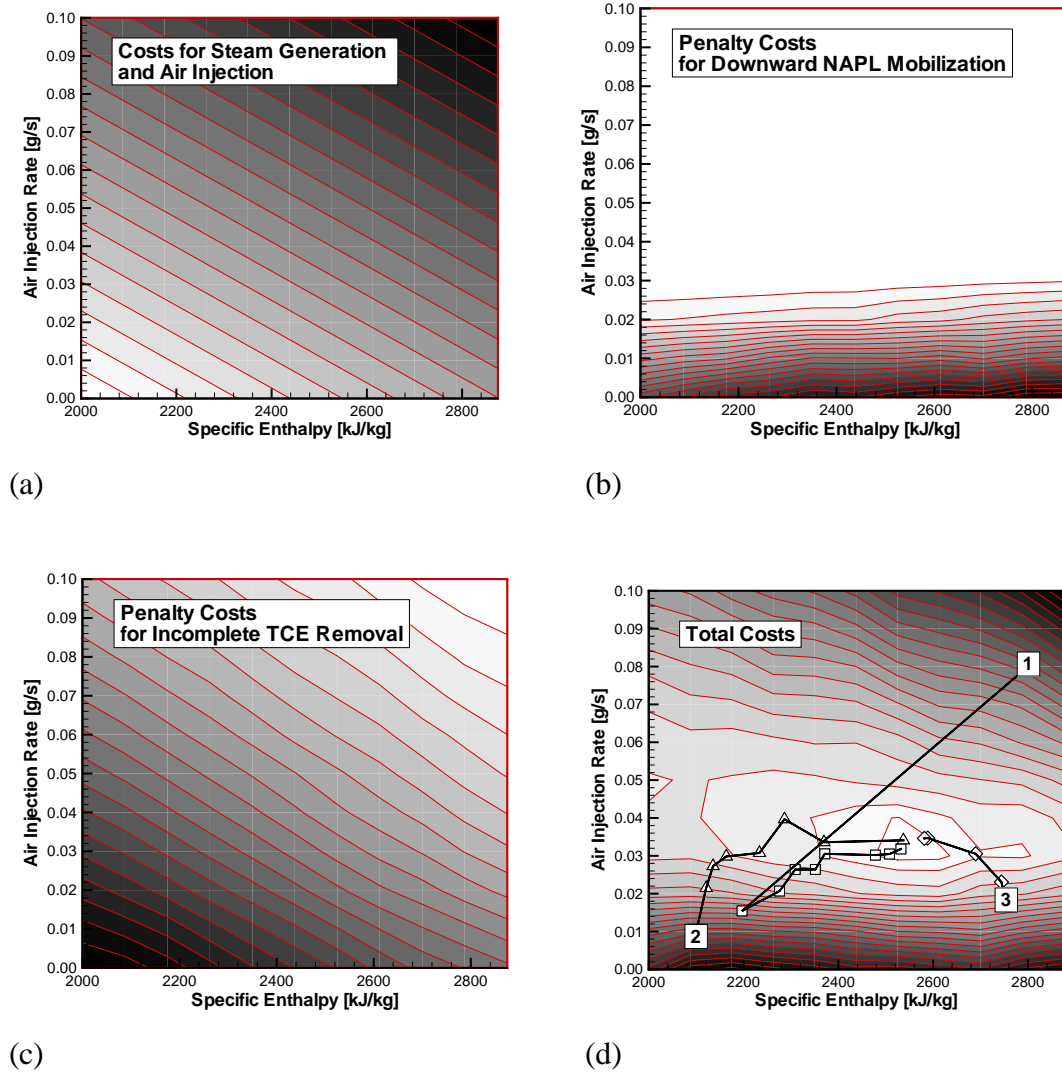 Costs for Steam Generation
and Air Injection
Air Injection Rate [g/s]
0.10
0.09
0.08
0.07
0.06
0.05
0.04
0.03
0.02
0.01
0.00
2000 2200 2400 2600 2800
Specific Enthalpy [kJ/kg]
(a)
Penalty Costs
for Downward NAPL Mobilization
Air Injection Rate [g/s]
0.10
0.09
0.08
0.07
0.06
0.05
0.04
0.03
0.02
0.01
0.00
2000 2200 2400 2600 2800
Specific Enthalpy [kJ/kg]
(b)
Penalty Costs
for Incomplete TCE Removal
Air Injection Rate [g/s]
0.10
0.09
0.08
0.07
0.06
0.05
0.04
0.03
0.02
0.01
0.00
2000 2200 2400 2600 2800
Specific Enthalpy [kJ/kg]
(c)
Total Costs
Air Injection Rate [g/s]
0.10
0.09
0.08
0.07
0.06
0.05
0.04
0.03
0.02
0.01
0.00
1
2
3
2000 2200 2400 2600 2800
Specific Enthalpy [kJ/kg]
(d)